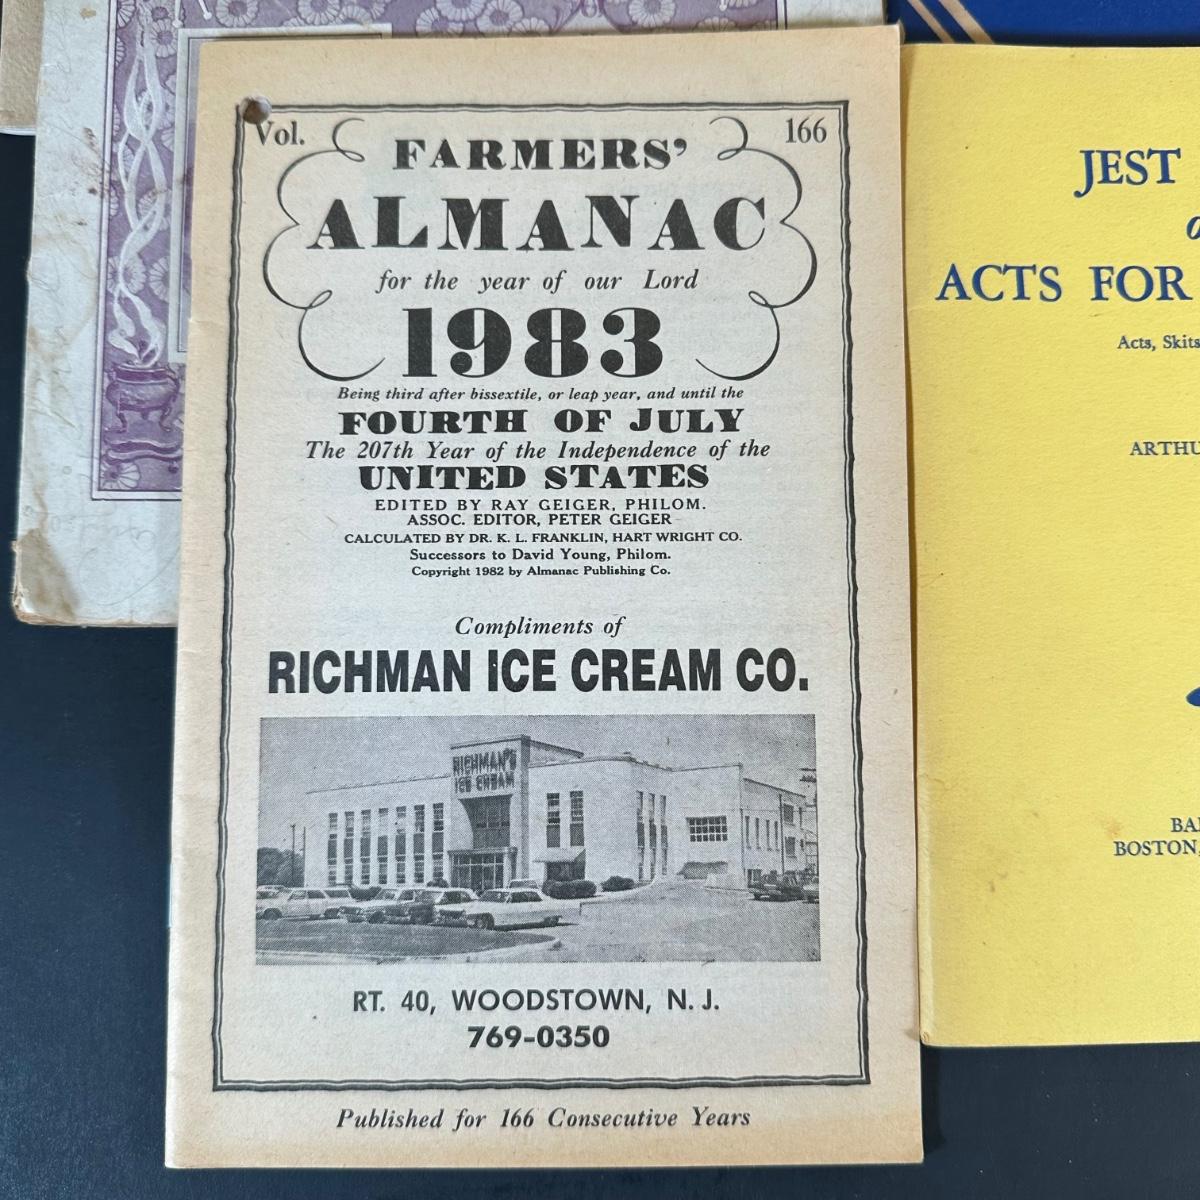 Vol. 166
FARMERS'
ALMANAC
for the year of our Lord
1983
Being third after bissextile, or leap year, and until the
FOURTH OF JULY
The 207th Year of the Independence of the
UNITED STATES
EDITED BY RAY GEIGER, PHILOM.
ASSOC. EDITOR, PETER GEIGER
CALCULATED BY DR. K. L. FRANKLIN, HART WRIGHT CO.
Successors to David Young, Philom.
Copyright 1982 by Almanac Publishing Co.
Compliments of
RICHMAN ICE CREAM CO.
RICHMAN'S
ICE CREAM
RT. 40, WOODSTOWN, N. J.
769-0350
Published for 166 Consecutive Years
JEST
ACTS FOR
Acts, Skits
ARTHU
BA
BOSTON,